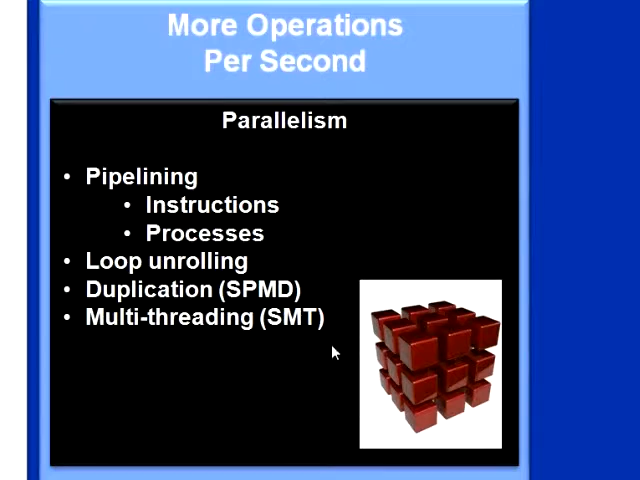 More Operations
Per Second
Parallelism
• Pipelining
• Instructions
• Processes
• Loop unrolling
• Duplication (SPMD)
• Multi-threading (SMT)